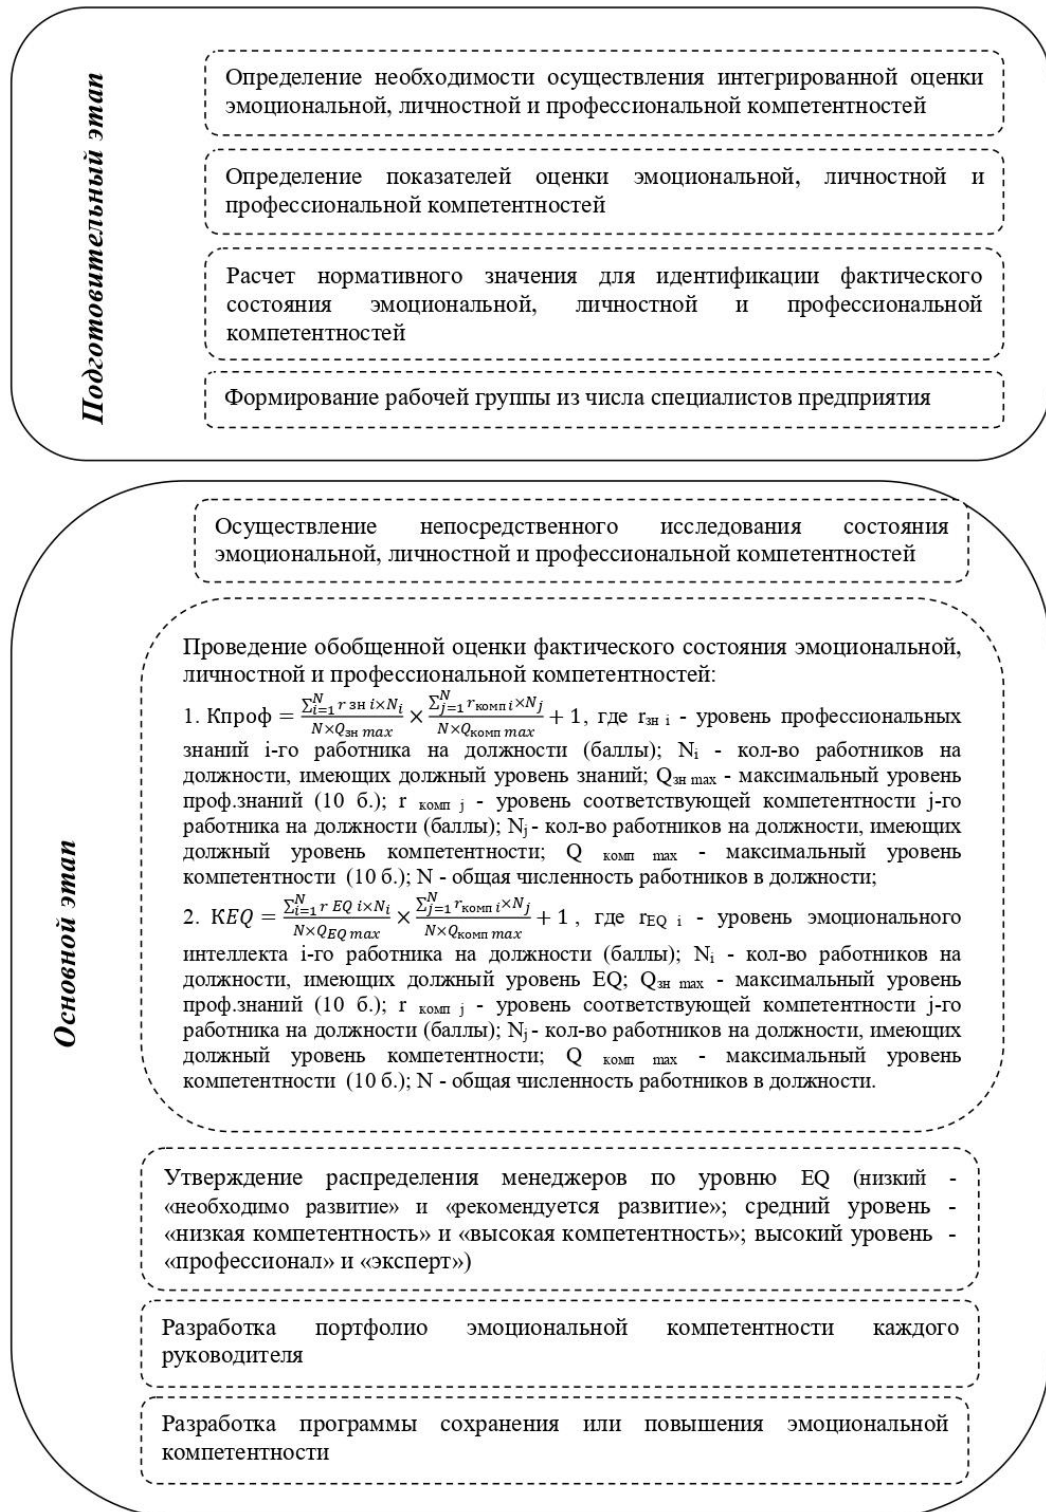 Подготовительный этап
Определение необходимости осуществления интегрированной оценки
эмоциональной, личностной и профессиональной компетентностей
Определение показателей оценки эмоциональной, личностной и
профессиональной компетентностей
Расчет нормативного значения для идентификации фактического
состояния эмоциональной, личностной и профессиональной
компетентностей
Формирование рабочей группы из числа специалистов предприятия
Основной этап
Осуществление непосредственного исследования состояния
эмоциональной, личностной и профессиональной компетентностей
Проведение обобщенной оценки фактического состояния эмоциональной,
личностной и профессиональной компетентностей:
1. Кпроф = \frac{\sum_{i=1}^{N} r зн i×N_i}{N×Q_{зн max}} × \frac{\sum_{j=1}^{N} r_{комп i}×N_j}{N×Q_{комп max}} + 1, где r_{зн i} - уровень профессиональных
знаний i-го работника на должности (баллы); N_i - кол-во работников на
должности, имеющих должный уровень знаний; Q_{зн max} - максимальный уровень
проф.знаний (10 б.); r _{комп j} - уровень соответствующей компетентности j-го
работника на должности (баллы); N_j - кол-во работников на должности, имеющих
должный уровень компетентности; Q _{комп max} - максимальный уровень
компетентности (10 б.); N - общая численность работников в должности;
2. КEQ = \frac{\sum_{i=1}^{N} r EQ i×N_i}{N×Q_{EQ max}} × \frac{\sum_{j=1}^{N} r_{комп i}×N_j}{N×Q_{комп max}} + 1 , где r_{EQ i} - уровень эмоционального
интеллекта i-го работника на должности (баллы); N_i - кол-во работников на
должности, имеющих должный уровень EQ; Q_{зн max} - максимальный уровень
проф.знаний (10 б.); r _{комп j} - уровень соответствующей компетентности j-го
работника на должности (баллы); N_j - кол-во работников на должности, имеющих
должный уровень компетентности; Q _{комп max} - максимальный уровень
компетентности (10 б.); N - общая численность работников в должности.
Утверждение распределения менеджеров по уровню EQ (низкий -
«необходимо развитие» и «рекомендуется развитие»; средний уровень -
«низкая компетентность» и «высокая компетентность»; высокий уровень -
«профессионал» и «эксперт»)
Разработка портфолио эмоциональной компетентности каждого
руководителя
Разработка программы сохранения или повышения эмоциональной
компетентности